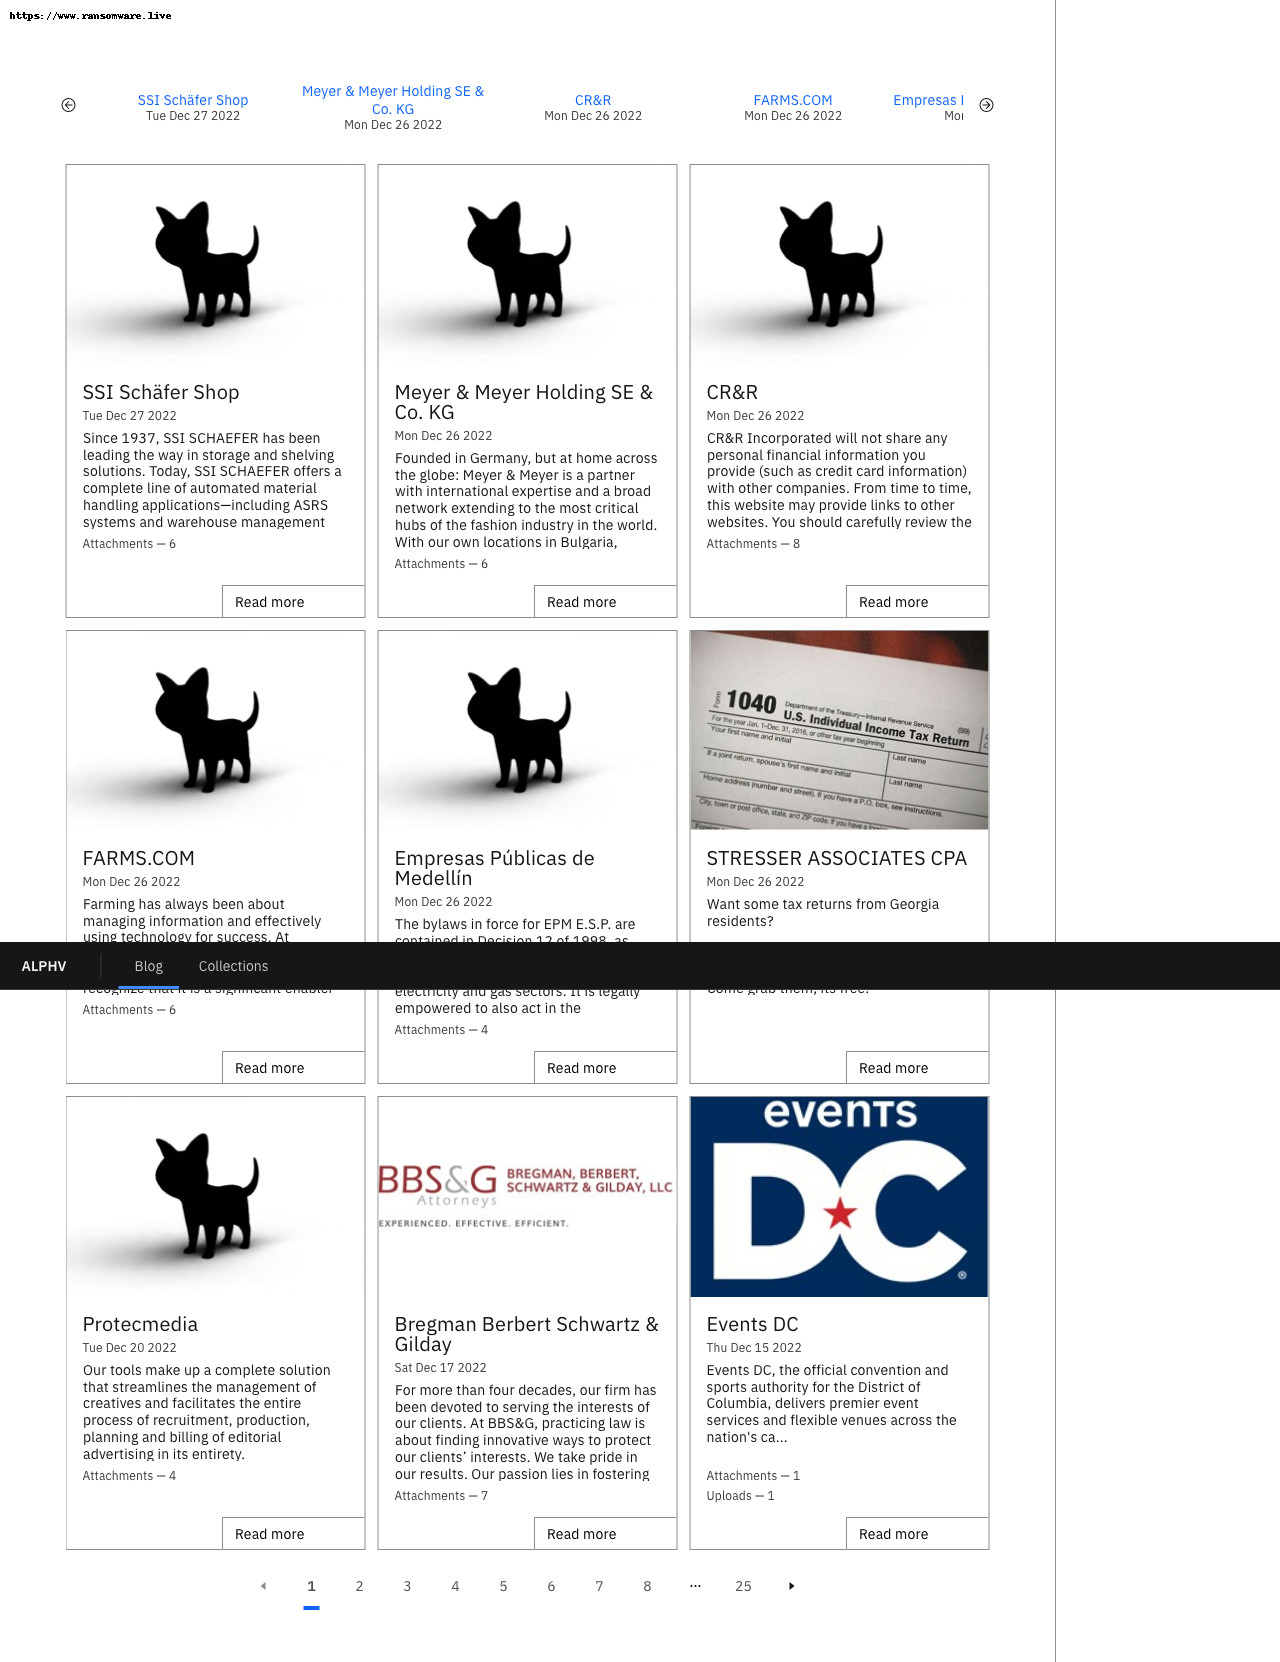 https://www.ransomware.live
SSI Schäfer Shop
Tue Dec 27 2022
Meyer & Meyer Holding SE &
Co. KG
Mon Dec 26 2022
CR&R
Mon Dec 26 2022
FARMS.COM
Mon Dec 26 2022
Empresas
SSI Schäfer Shop
Tue Dec 27 2022
Since 1937, SSI SCHAEFER has been
leading the way in storage and shelving
solutions. Today, SSI SCHAEFER offers a
complete line of automated material
handling applications—including ASRS
systems and warehouse management
Attachments — 6
Read more
Meyer & Meyer Holding SE &
Co. KG
Mon Dec 26 2022
Founded in Germany, but at home across
the globe: Meyer & Meyer is a partner
with international expertise and a broad
network extending to the most critical
hubs of the fashion industry in the world.
With our own locations in Bulgaria,
Attachments — 6
Read more
CR&R
Mon Dec 26 2022
CR&R Incorporated will not share any
personal financial information you
provide (such as credit card information)
with other companies. From time to time,
this website may provide links to other
websites. You should carefully review the
Attachments — 8
Read more
FARMS.COM
Mon Dec 26 2022
Farming has always been about
managing information and effectively
using technology for success. At
recognize that it is a significant enabler
Attachments — 6
Read more
Empresas Públicas de
Medellín
Mon Dec 26 2022
The bylaws in force for EPM E.S.P. are
contained in Decision 12 of 1998, as
electricity and gas sectors. It is legally
empowered to also act in the
Attachments — 4
Read more
Form 1040
Department of the Treasury—Internal Revenue Service
(99)
U.S. Individual Income Tax Return
For the year Jan. 1–Dec. 31, 2016, or other tax year beginning
Your first name and initial
Last name
If a joint return, spouse's first name and initial
Last name
Home address (number and street). If you have a P.O. box, see instructions.
City, town or post office, state, and ZIP code. If you have a
STRESSER ASSOCIATES CPA
Mon Dec 26 2022
Want some tax returns from Georgia
residents?
Come grab them, its free!
Read more
ALPHV
Blog
Collections
Protecmedia
Tue Dec 20 2022
Our tools make up a complete solution
that streamlines the management of
creatives and facilitates the entire
process of recruitment, production,
planning and billing of editorial
advertising in its entirety.
Attachments — 4
Read more
BBS&G
Attorneys
BREGMAN, BERBERT,
SCHWARTZ & GILDAY, LLC
EXPERIENCED. EFFECTIVE. EFFICIENT.
Bregman Berbert Schwartz &
Gilday
Sat Dec 17 2022
For more than four decades, our firm has
been devoted to serving the interests of
our clients. At BBS&G, practicing law is
about finding innovative ways to protect
our clients' interests. We take pride in
our results. Our passion lies in fostering
Attachments — 7
Read more
events
DC
®
Events DC
Thu Dec 15 2022
Events DC, the official convention and
sports authority for the District of
Columbia, delivers premier event
services and flexible venues across the
nation's ca...
Attachments — 1
Uploads — 1
Read more
1 2 3 4 5 6 7 8 ... 25